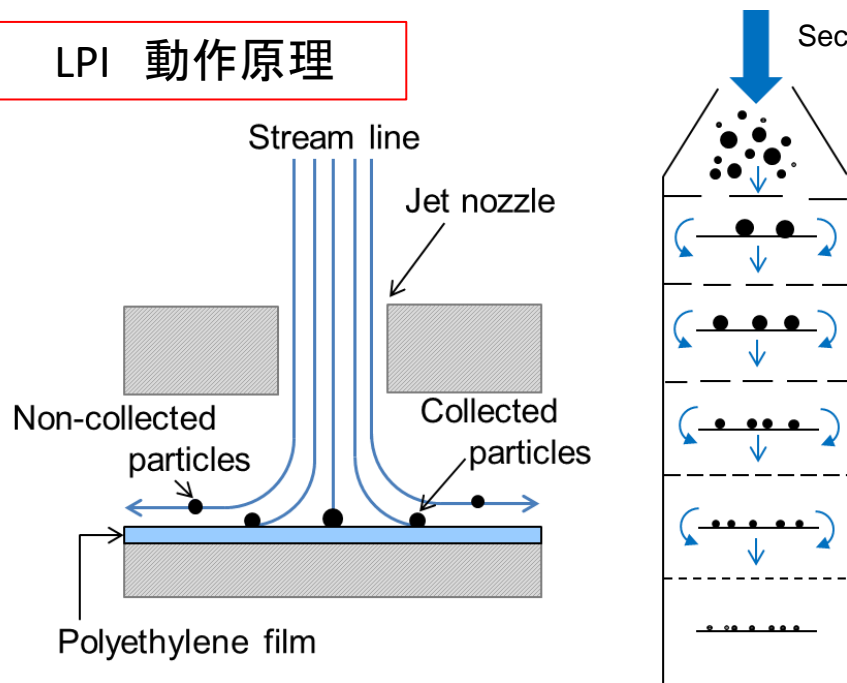 LPI 動作原理
Sec
Stream line
Jet nozzle
Non-collected
particles
Collected
particles
Polyethylene film